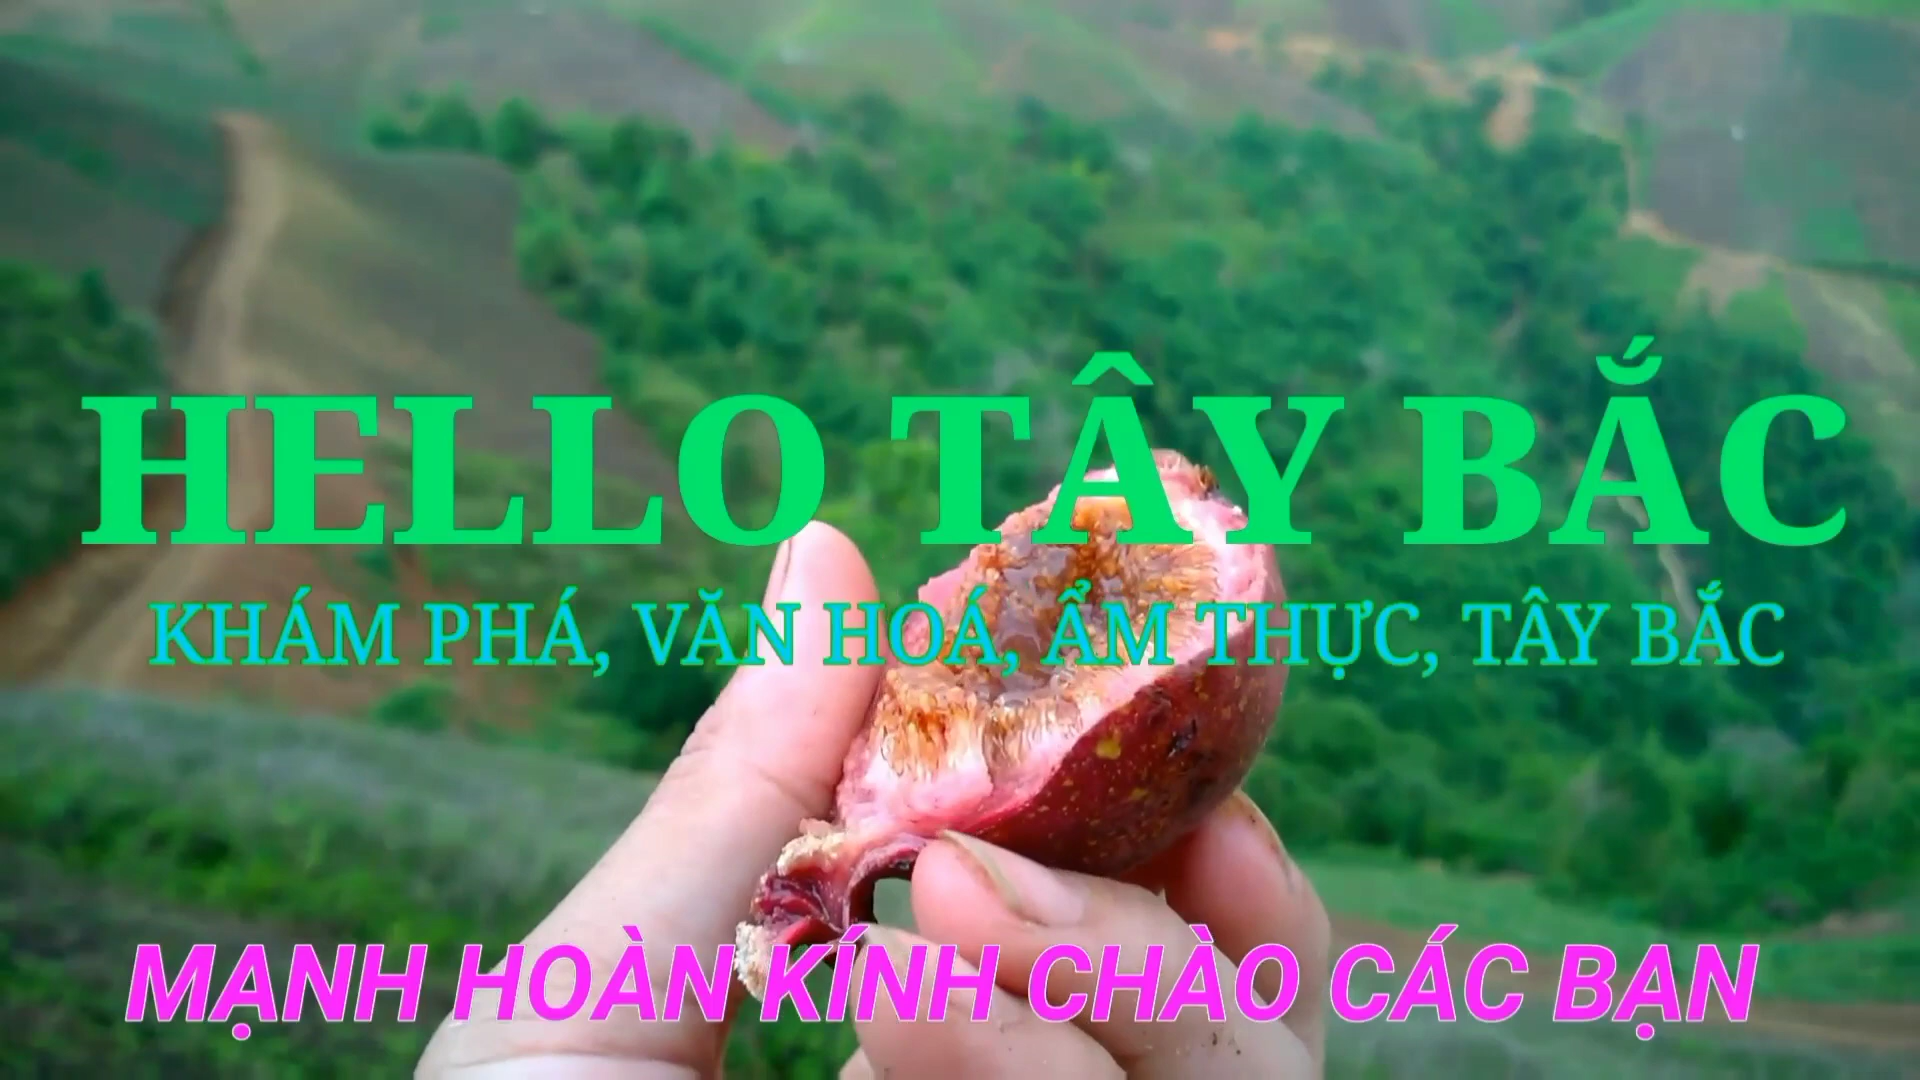 HELLO TÂY BẮC
KHÁM PHÁ, VĂN HOÁ, ẨM THỰC, TÂY BẮC
MẠNH HOÀN KÍNH CHÀO CÁC BẠN